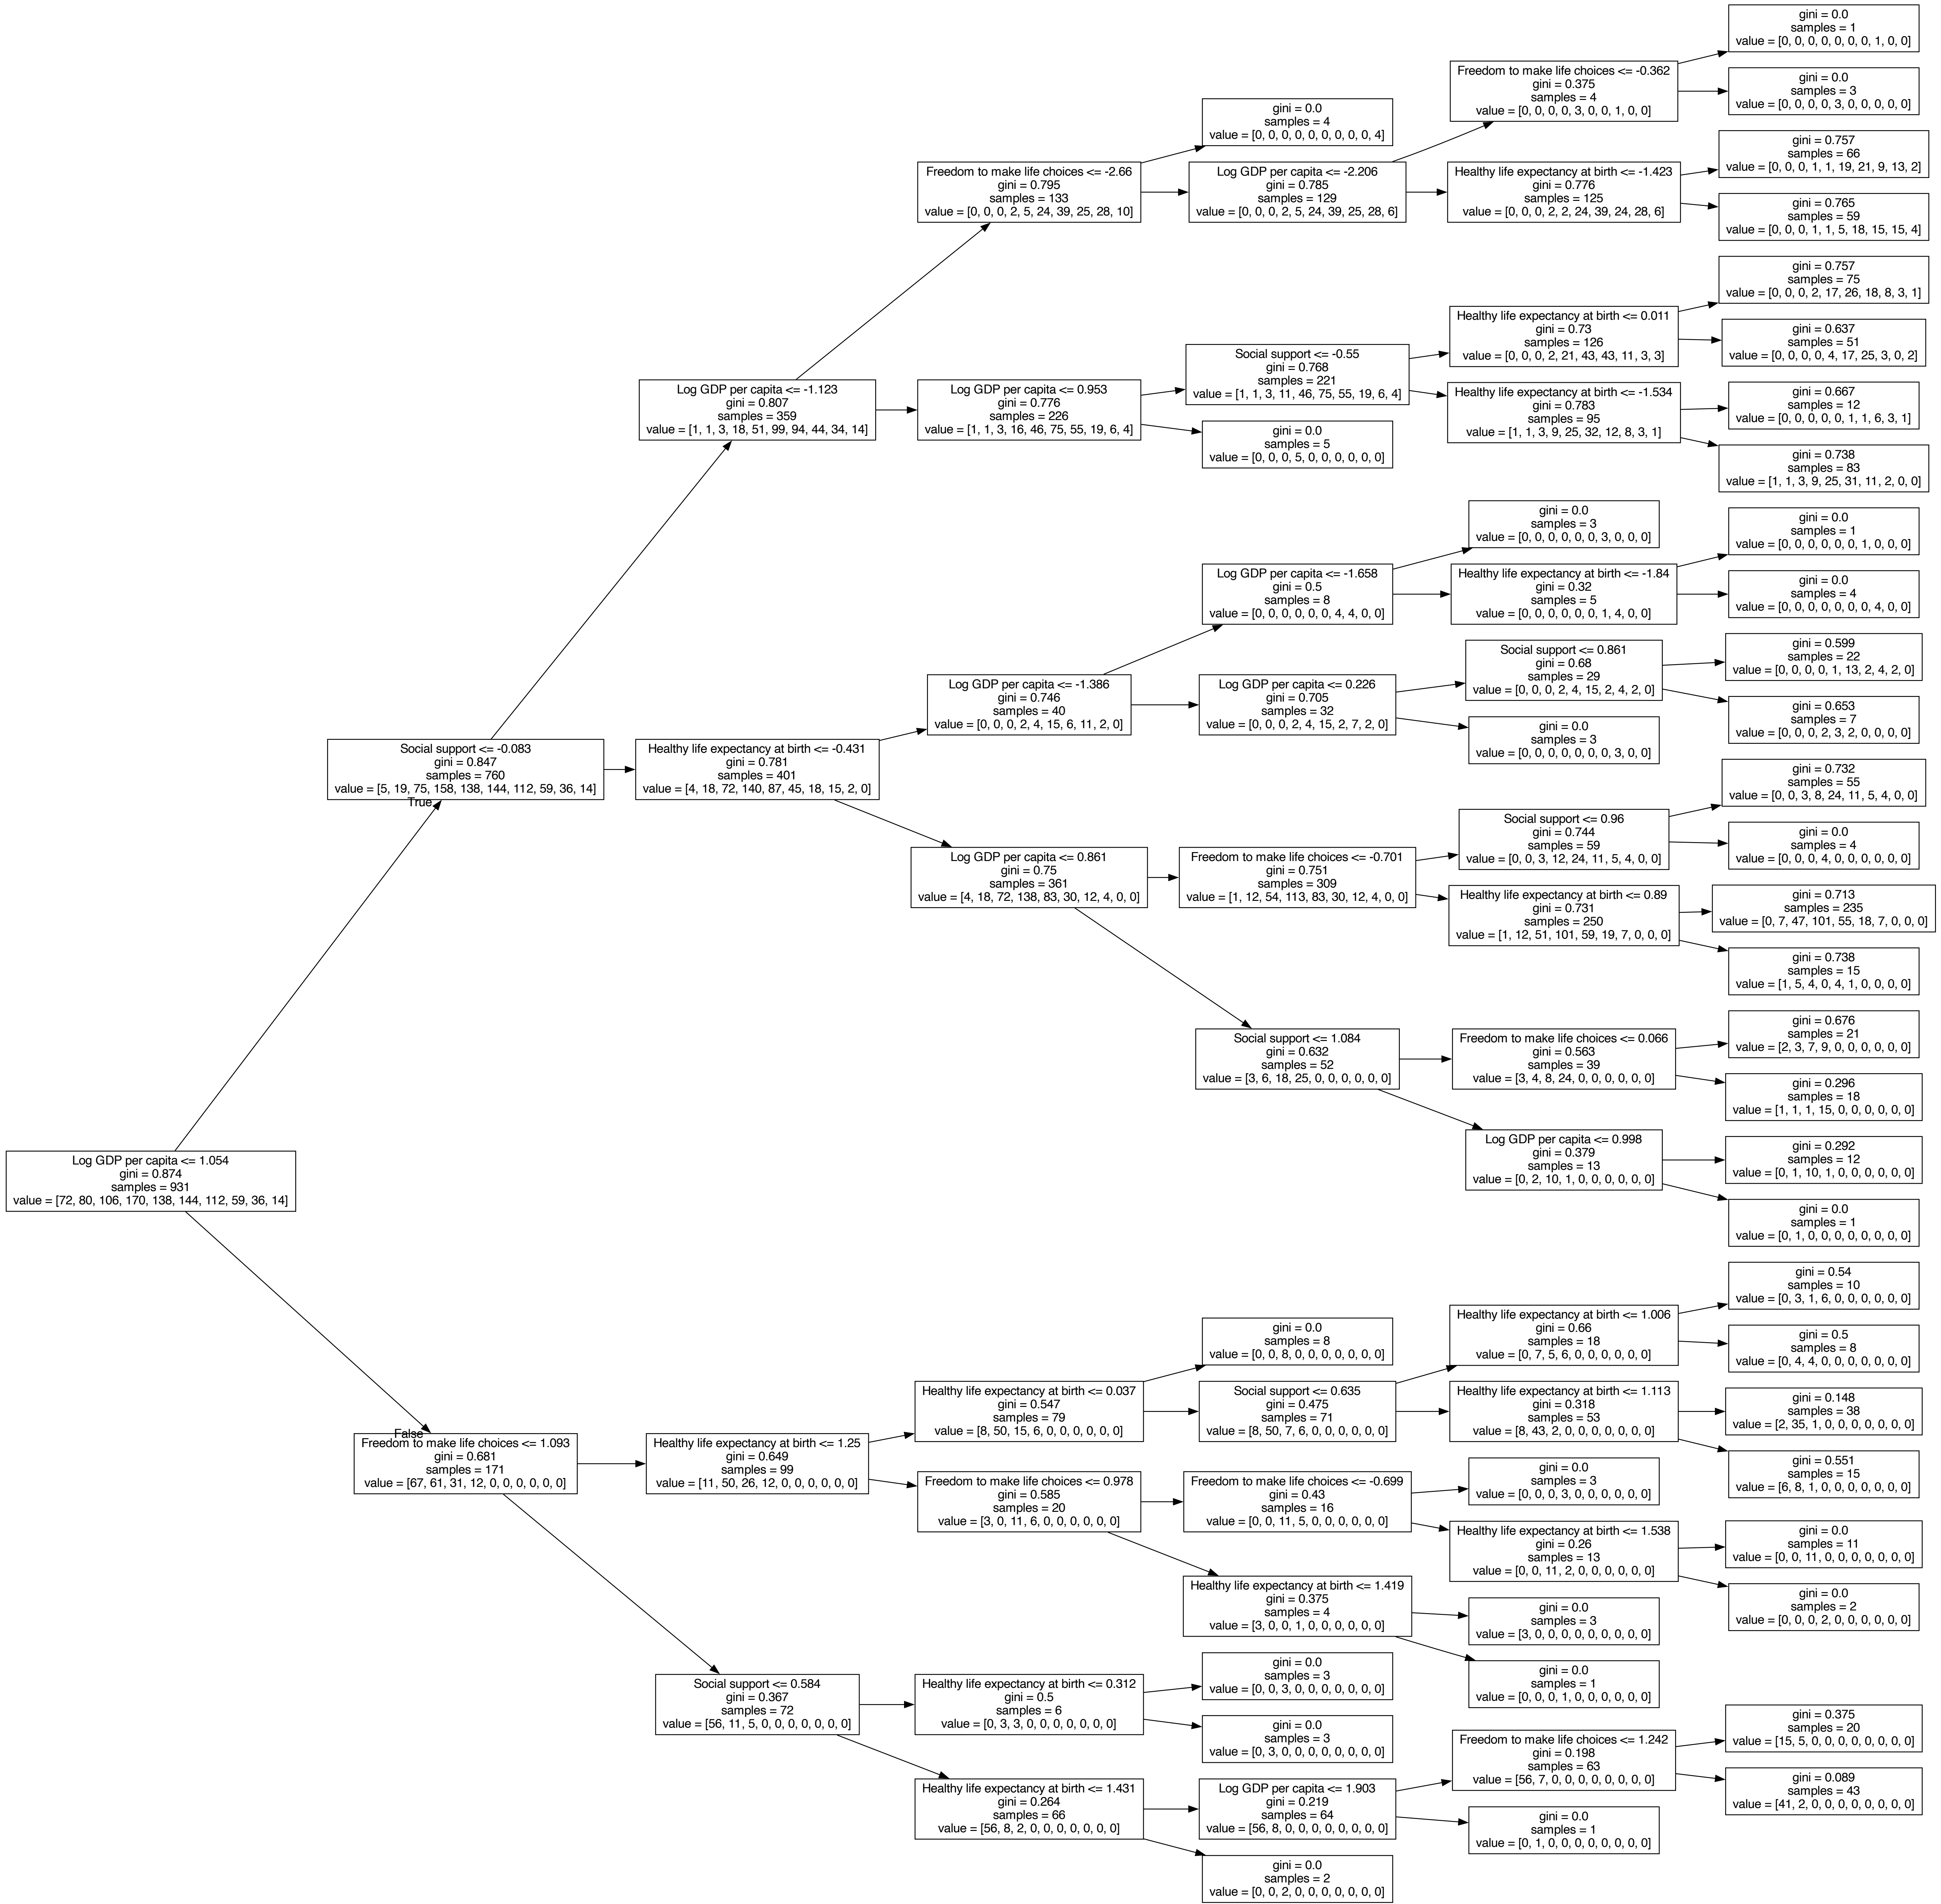 Log GDP per capita <= 1.054
gini = 0.874
samples = 931
value = [72, 80, 106, 170, 138, 144, 112, 59, 36, 14]
Social support <= -0.083
gini = 0.847
samples = 760
value = [5, 19, 75, 158, 138, 144, 112, 59, 36, 14]
True
False
Freedom to make life choices <= 1.093
gini = 0.681
samples = 171
value = [67, 61, 31, 12, 0, 0, 0, 0, 0, 0]
Log GDP per capita <= -1.123
gini = 0.807
samples = 359
value = [1, 1, 3, 18, 51, 99, 94, 44, 34, 14]
Healthy life expectancy at birth <= -0.431
gini = 0.781
samples = 401
value = [4, 18, 72, 140, 87, 45, 18, 15, 2, 0]
Healthy life expectancy at birth <= 1.25
gini = 0.649
samples = 99
value = [11, 50, 26, 12, 0, 0, 0, 0, 0, 0]
Social support <= 0.584
gini = 0.367
samples = 72
value = [56, 11, 5, 0, 0, 0, 0, 0, 0, 0]
Freedom to make life choices <= -2.66
gini = 0.795
samples = 133
value = [0, 0, 0, 2, 5, 24, 39, 25, 28, 10]
Log GDP per capita <= 0.953
gini = 0.776
samples = 226
value = [1, 1, 3, 16, 46, 75, 55, 19, 6, 4]
Log GDP per capita <= -1.386
gini = 0.746
samples = 40
value = [0, 0, 0, 2, 4, 15, 6, 11, 2, 0]
Log GDP per capita <= 0.861
gini = 0.75
samples = 361
value = [4, 18, 72, 138, 83, 30, 12, 4, 0, 0]
Healthy life expectancy at birth <= 0.037
gini = 0.547
samples = 79
value = [8, 50, 15, 6, 0, 0, 0, 0, 0, 0]
Freedom to make life choices <= 0.978
gini = 0.585
samples = 20
value = [3, 0, 11, 6, 0, 0, 0, 0, 0, 0]
Healthy life expectancy at birth <= 0.312
gini = 0.5
samples = 6
value = [0, 3, 3, 0, 0, 0, 0, 0, 0, 0]
Healthy life expectancy at birth <= 1.431
gini = 0.264
samples = 66
value = [56, 8, 2, 0, 0, 0, 0, 0, 0, 0]
gini = 0.0
samples = 4
value = [0, 0, 0, 0, 0, 0, 0, 0, 0, 4]
Log GDP per capita <= -2.206
gini = 0.785
samples = 129
value = [0, 0, 0, 2, 5, 24, 39, 25, 28, 6]
Social support <= -0.55
gini = 0.768
samples = 221
value = [1, 1, 3, 11, 46, 75, 55, 19, 6, 4]
gini = 0.0
samples = 5
value = [0, 0, 0, 5, 0, 0, 0, 0, 0, 0]
Log GDP per capita <= -1.658
gini = 0.5
samples = 8
value = [0, 0, 0, 0, 0, 0, 4, 4, 0, 0]
Log GDP per capita <= 0.226
gini = 0.705
samples = 32
value = [0, 0, 0, 2, 4, 15, 2, 7, 2, 0]
Freedom to make life choices <= -0.701
gini = 0.751
samples = 309
value = [1, 12, 54, 113, 83, 30, 12, 4, 0, 0]
Social support <= 1.084
gini = 0.632
samples = 52
value = [3, 6, 18, 25, 0, 0, 0, 0, 0, 0]
gini = 0.0
samples = 8
value = [0, 0, 8, 0, 0, 0, 0, 0, 0, 0]
Social support <= 0.635
gini = 0.475
samples = 71
value = [8, 50, 7, 6, 0, 0, 0, 0, 0, 0]
Freedom to make life choices <= -0.699
gini = 0.43
samples = 16
value = [0, 0, 11, 5, 0, 0, 0, 0, 0, 0]
Healthy life expectancy at birth <= 1.419
gini = 0.375
samples = 4
value = [3, 0, 0, 1, 0, 0, 0, 0, 0, 0]
gini = 0.0
samples = 3
value = [0, 0, 3, 0, 0, 0, 0, 0, 0, 0]
gini = 0.0
samples = 3
value = [0, 3, 0, 0, 0, 0, 0, 0, 0, 0]
Log GDP per capita <= 1.903
gini = 0.219
samples = 64
value = [56, 8, 0, 0, 0, 0, 0, 0, 0, 0]
gini = 0.0
samples = 2
value = [0, 0, 2, 0, 0, 0, 0, 0, 0, 0]
Freedom to make life choices <= -0.362
gini = 0.375
samples = 4
value = [0, 0, 0, 0, 3, 0, 0, 1, 0, 0]
Healthy life expectancy at birth <= -1.423
gini = 0.776
samples = 125
value = [0, 0, 0, 2, 2, 24, 39, 24, 28, 6]
Healthy life expectancy at birth <= 0.011
gini = 0.73
samples = 126
value = [0, 0, 0, 2, 21, 43, 43, 11, 3, 3]
Healthy life expectancy at birth <= -1.534
gini = 0.783
samples = 95
value = [1, 1, 3, 9, 25, 32, 12, 8, 3, 1]
gini = 0.0
samples = 3
value = [0, 0, 0, 0, 0, 0, 3, 0, 0, 0]
Healthy life expectancy at birth <= -1.84
gini = 0.32
samples = 5
value = [0, 0, 0, 0, 0, 0, 1, 4, 0, 0]
Social support <= 0.861
gini = 0.68
samples = 29
value = [0, 0, 0, 2, 4, 15, 2, 4, 2, 0]
gini = 0.0
samples = 3
value = [0, 0, 0, 0, 0, 0, 0, 3, 0, 0]
Social support <= 0.96
gini = 0.744
samples = 59
value = [0, 0, 3, 12, 24, 11, 5, 4, 0, 0]
Healthy life expectancy at birth <= 0.89
gini = 0.731
samples = 250
value = [1, 12, 51, 101, 59, 19, 7, 0, 0, 0]
Freedom to make life choices <= 0.066
gini = 0.563
samples = 39
value = [3, 4, 8, 24, 0, 0, 0, 0, 0, 0]
Log GDP per capita <= 0.998
gini = 0.379
samples = 13
value = [0, 2, 10, 1, 0, 0, 0, 0, 0, 0]
Healthy life expectancy at birth <= 1.006
gini = 0.66
samples = 18
value = [0, 7, 5, 6, 0, 0, 0, 0, 0, 0]
Healthy life expectancy at birth <= 1.113
gini = 0.318
samples = 53
value = [8, 43, 2, 0, 0, 0, 0, 0, 0, 0]
gini = 0.0
samples = 3
value = [0, 0, 0, 3, 0, 0, 0, 0, 0, 0]
Healthy life expectancy at birth <= 1.538
gini = 0.26
samples = 13
value = [0, 0, 11, 2, 0, 0, 0, 0, 0, 0]
gini = 0.0
samples = 3
value = [3, 0, 0, 0, 0, 0, 0, 0, 0, 0]
gini = 0.0
samples = 1
value = [0, 0, 0, 1, 0, 0, 0, 0, 0, 0]
Freedom to make life choices <= 1.242
gini = 0.198
samples = 63
value = [56, 7, 0, 0, 0, 0, 0, 0, 0, 0]
gini = 0.0
samples = 1
value = [0, 1, 0, 0, 0, 0, 0, 0, 0, 0]
gini = 0.0
samples = 1
value = [0, 0, 0, 0, 0, 0, 0, 1, 0, 0]
gini = 0.0
samples = 3
value = [0, 0, 0, 0, 3, 0, 0, 0, 0, 0]
gini = 0.757
samples = 66
value = [0, 0, 0, 1, 1, 19, 21, 9, 13, 2]
gini = 0.765
samples = 59
value = [0, 0, 0, 1, 1, 5, 18, 15, 15, 4]
gini = 0.757
samples = 75
value = [0, 0, 0, 2, 17, 26, 18, 8, 3, 1]
gini = 0.637
samples = 51
value = [0, 0, 0, 0, 4, 17, 25, 3, 0, 2]
gini = 0.667
samples = 12
value = [0, 0, 0, 0, 0, 1, 1, 6, 3, 1]
gini = 0.738
samples = 83
value = [1, 1, 3, 9, 25, 31, 11, 2, 0, 0]
gini = 0.0
samples = 1
value = [0, 0, 0, 0, 0, 0, 1, 0, 0, 0]
gini = 0.0
samples = 4
value = [0, 0, 0, 0, 0, 0, 0, 4, 0, 0]
gini = 0.599
samples = 22
value = [0, 0, 0, 0, 1, 13, 2, 4, 2, 0]
gini = 0.653
samples = 7
value = [0, 0, 0, 2, 3, 2, 0, 0, 0, 0]
gini = 0.732
samples = 55
value = [0, 0, 3, 8, 24, 11, 5, 4, 0, 0]
gini = 0.0
samples = 4
value = [0, 0, 0, 4, 0, 0, 0, 0, 0, 0]
gini = 0.713
samples = 235
value = [0, 7, 47, 101, 55, 18, 7, 0, 0, 0]
gini = 0.738
samples = 15
value = [1, 5, 4, 0, 4, 1, 0, 0, 0, 0]
gini = 0.676
samples = 21
value = [2, 3, 7, 9, 0, 0, 0, 0, 0, 0]
gini = 0.296
samples = 18
value = [1, 1, 1, 15, 0, 0, 0, 0, 0, 0]
gini = 0.292
samples = 12
value = [0, 1, 10, 1, 0, 0, 0, 0, 0, 0]
gini = 0.0
samples = 1
value = [0, 1, 0, 0, 0, 0, 0, 0, 0, 0]
gini = 0.54
samples = 10
value = [0, 3, 1, 6, 0, 0, 0, 0, 0, 0]
gini = 0.5
samples = 8
value = [0, 4, 4, 0, 0, 0, 0, 0, 0, 0]
gini = 0.148
samples = 38
value = [2, 35, 1, 0, 0, 0, 0, 0, 0, 0]
gini = 0.551
samples = 15
value = [6, 8, 1, 0, 0, 0, 0, 0, 0, 0]
gini = 0.0
samples = 11
value = [0, 0, 11, 0, 0, 0, 0, 0, 0, 0]
gini = 0.0
samples = 2
value = [0, 0, 0, 2, 0, 0, 0, 0, 0, 0]
gini = 0.375
samples = 20
value = [15, 5, 0, 0, 0, 0, 0, 0, 0, 0]
gini = 0.089
samples = 43
value = [41, 2, 0, 0, 0, 0, 0, 0, 0, 0]